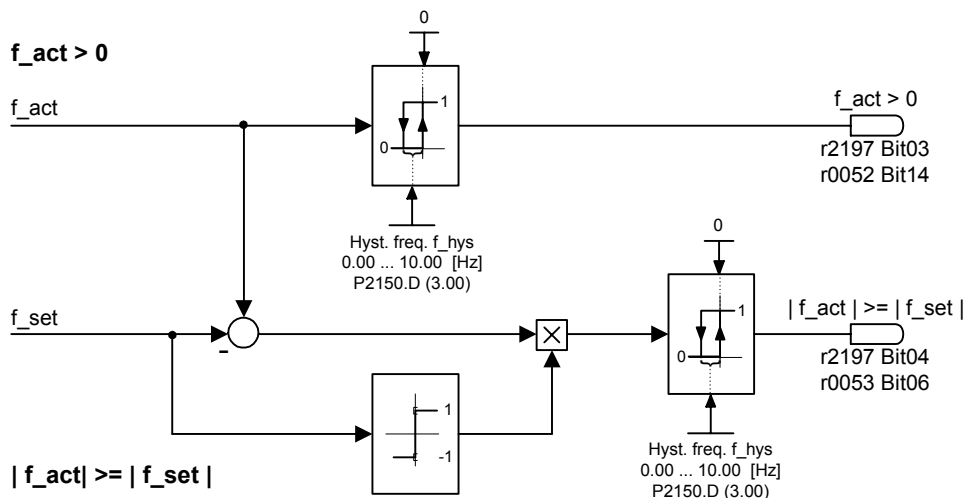 0
f_act > 0
f_act
1
0
f_act > 0
r2197 Bit03
r0052 Bit14
Hyst. freq. f_hys
0.00 ... 10.00 [Hz]
P2150.D (3.00)
0
f_set
-
1
0
| f_act | >= | f_set |
r2197 Bit04
r0053 Bit06
1
-1
Hyst. freq. f_hys
0.00 ... 10.00 [Hz]
P2150.D (3.00)
| f_act| >= | f_set |